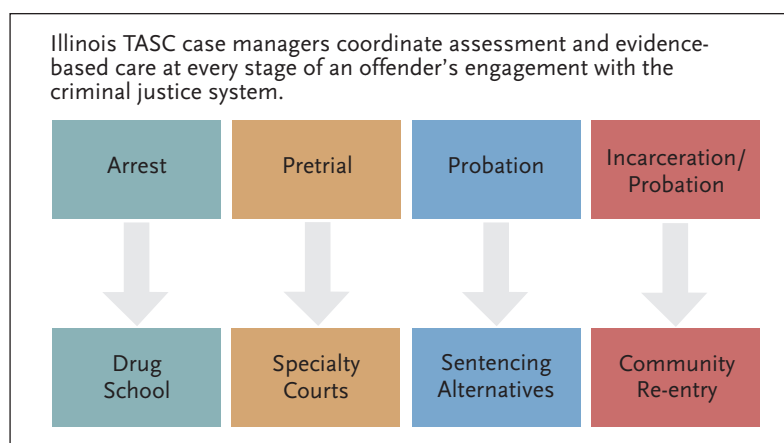 Illinois TASC case managers coordinate assessment and evidence-
based care at every stage of an offender’s engagement with the
criminal justice system.
Arrest
Pretrial
Probation
Incarceration/
Probation
Drug
School
Specialty
Courts
Sentencing
Alternatives
Community
Re-entry